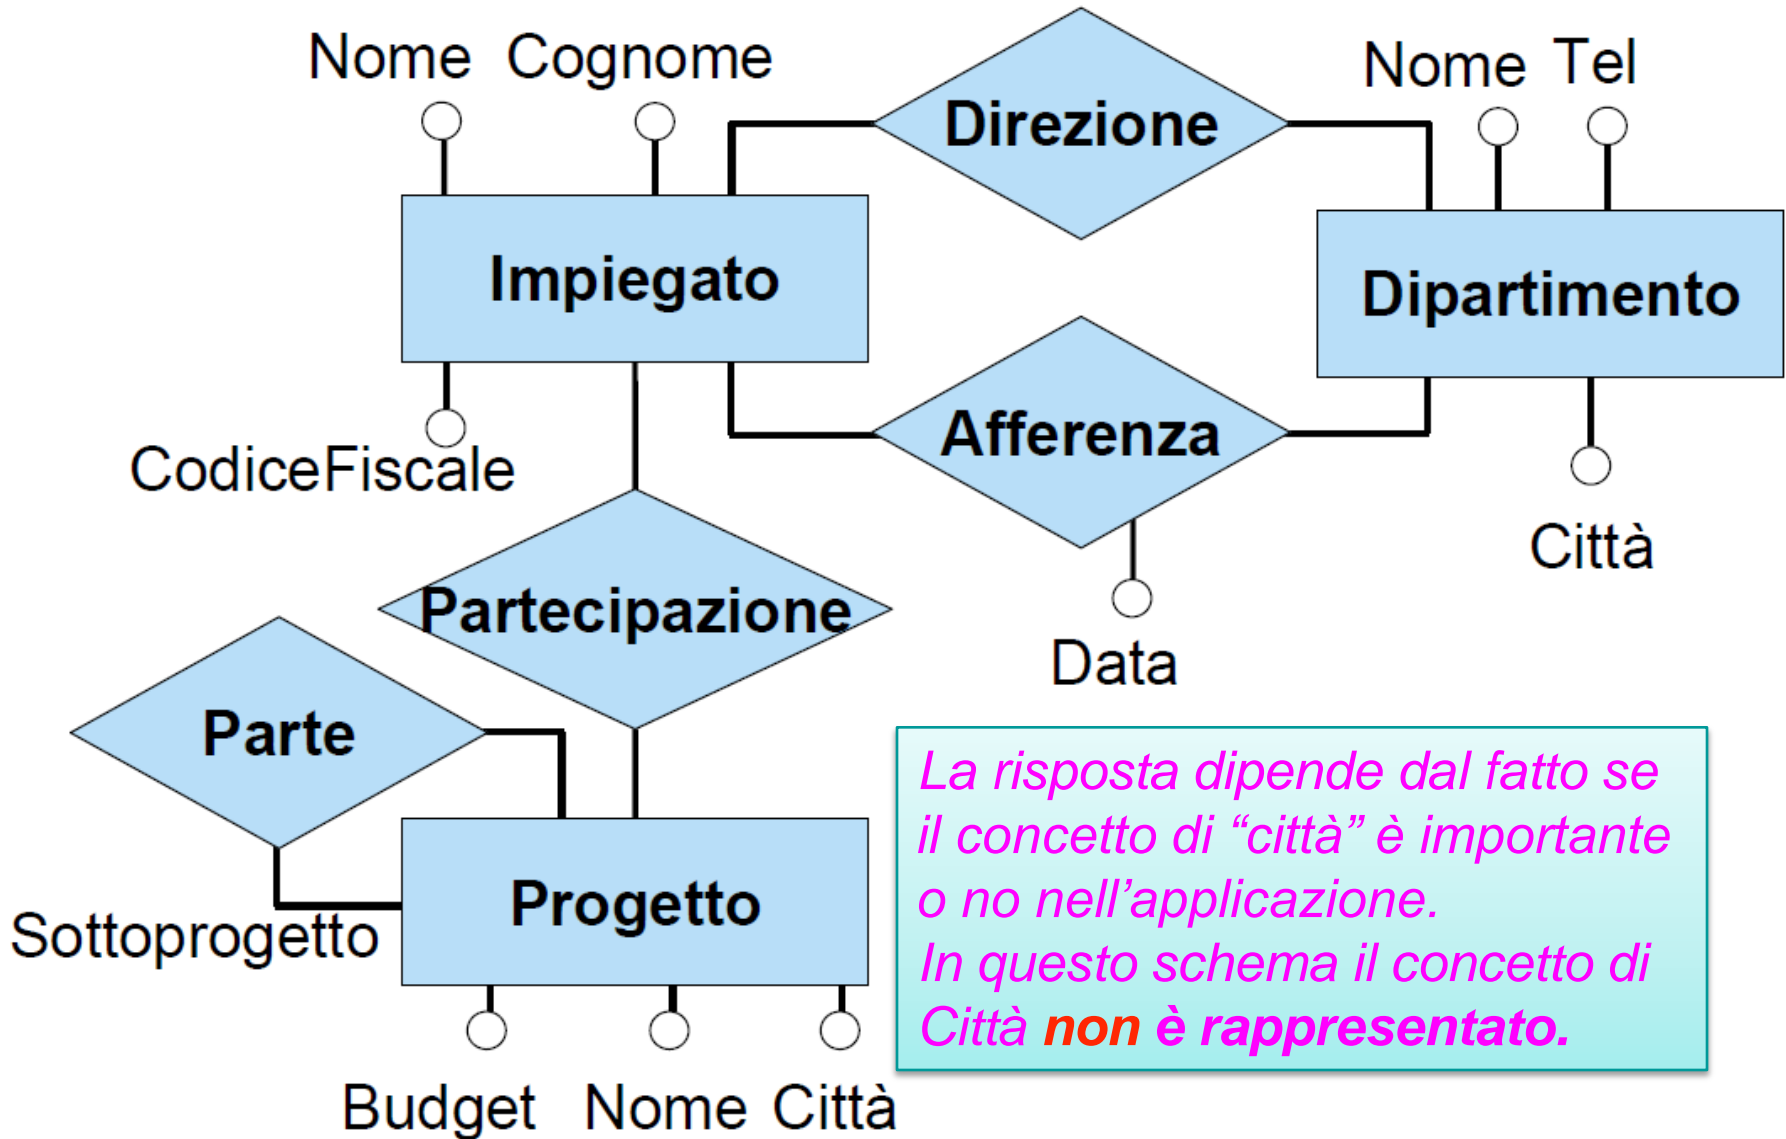 Nome Cognome
Direzione
Nome Tel
Impiegato
Dipartimento
Afferenza
CodiceFiscale
Città
Partecipazione
Data
Parte
La risposta dipende dal fatto se
il concetto di “città” è importante
o no nell’applicazione.
In questo schema il concetto di
Città non è rappresentato.
Progetto
Sottoprogetto
Budget Nome Città